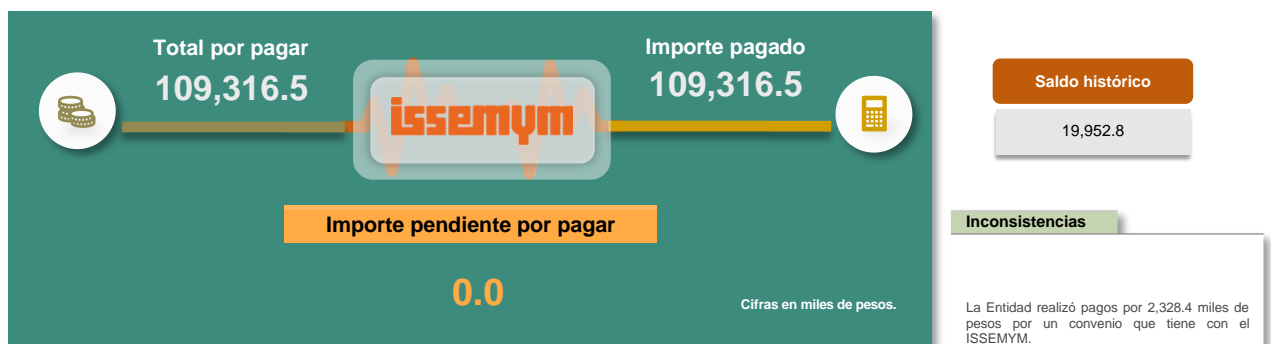 Total por pagar
109,316.5
issemym
Importe pagado
109,316.5
Importe pendiente por pagar
0.0
Cifras en miles de pesos.
Saldo histórico
19,952.8
Inconsistencias
La Entidad realizó pagos por 2,328.4 miles de
pesos por un convenio que tiene con el
ISSEMYM.